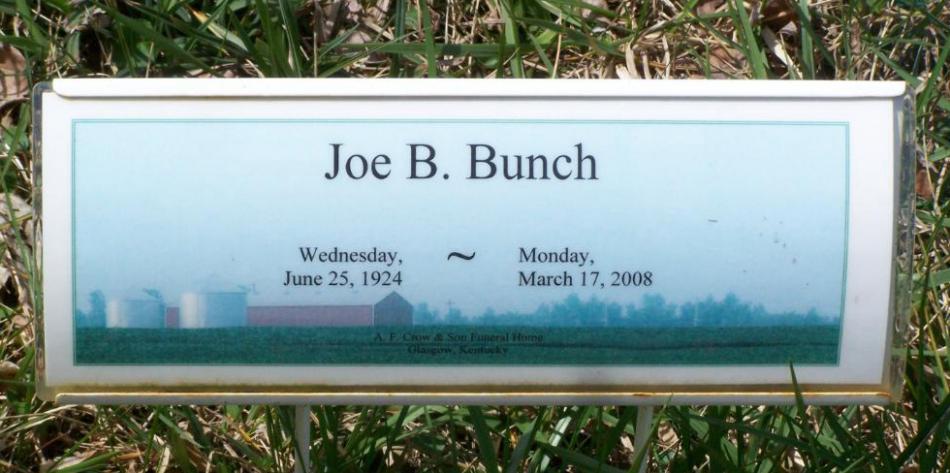 Joe B. Bunch
Wednesday, ~ Monday,
June 25, 1924 March 17, 2008
A. F. Crow & Son Funeral Home
Glasgow, Kentucky